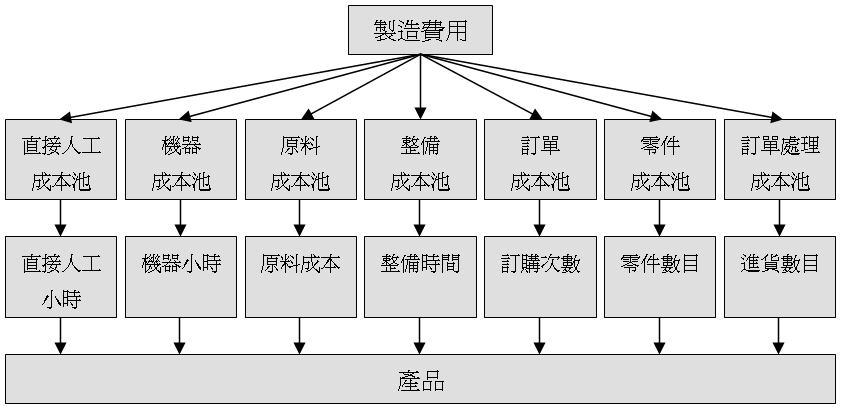 製造費用
直接人工
成本池
機器
成本池
原料
成本池
整備
成本池
訂單
成本池
零件
成本池
訂單處理
成本池
直接人工
小時
機器小時
原料成本
整備時間
訂購次數
零件數目
進貨數目
產品